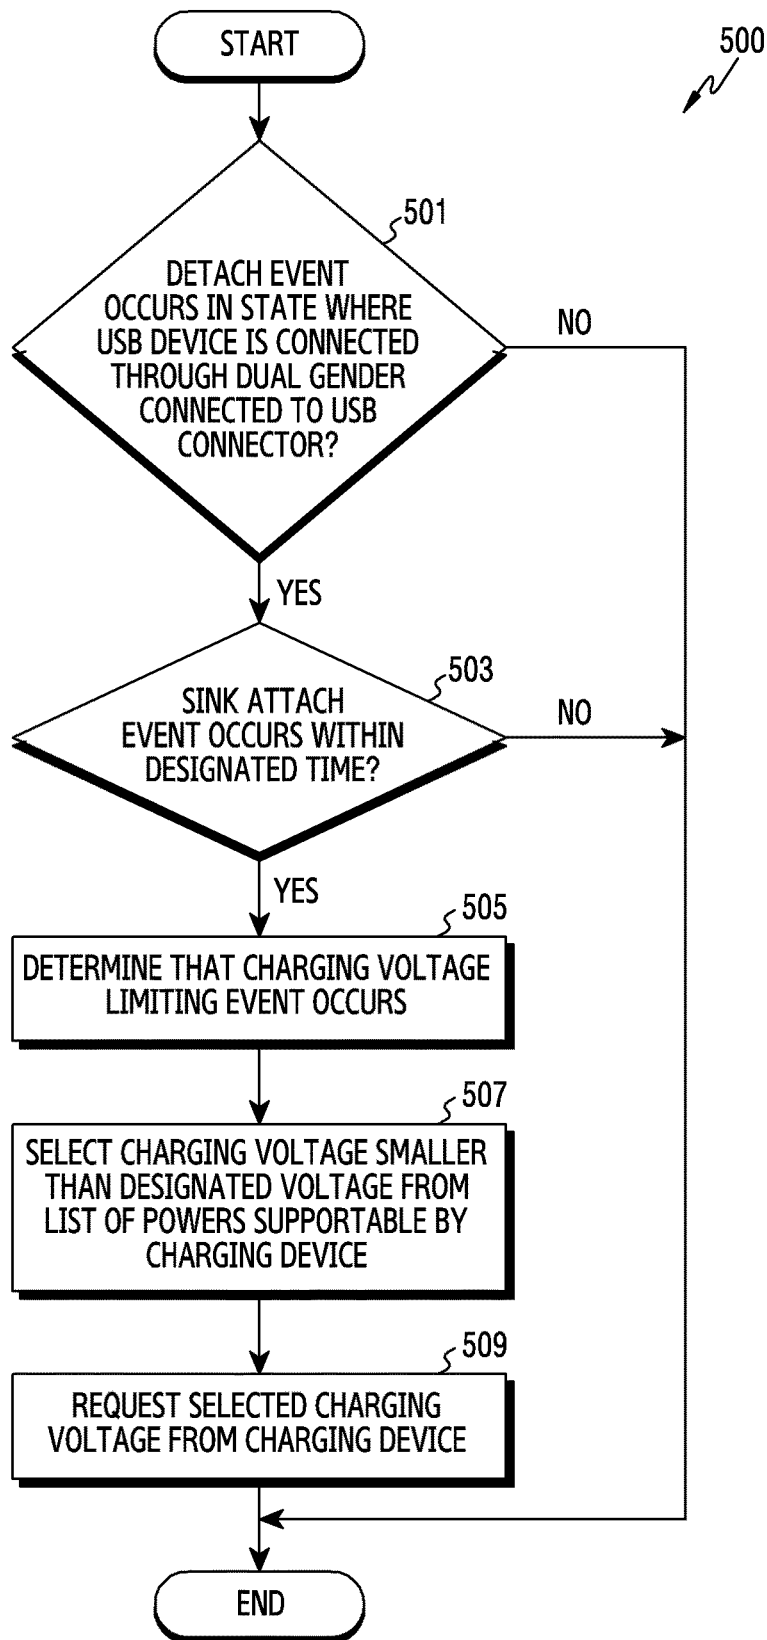 START
500
501
DETACH EVENT
OCCURS IN STATE WHERE
USB DEVICE IS CONNECTED
THROUGH DUAL GENDER
CONNECTED TO USB
CONNECTOR?
NO
YES
503
SINK ATTACH
EVENT OCCURS WITHIN
DESIGNATED TIME?
NO
YES
505
DETERMINE THAT CHARGING VOLTAGE
LIMITING EVENT OCCURS
507
SELECT CHARGING VOLTAGE SMALLER
THAN DESIGNATED VOLTAGE FROM
LIST OF POWERS SUPPORTABLE BY
CHARGING DEVICE
509
REQUEST SELECTED CHARGING
VOLTAGE FROM CHARGING DEVICE
END